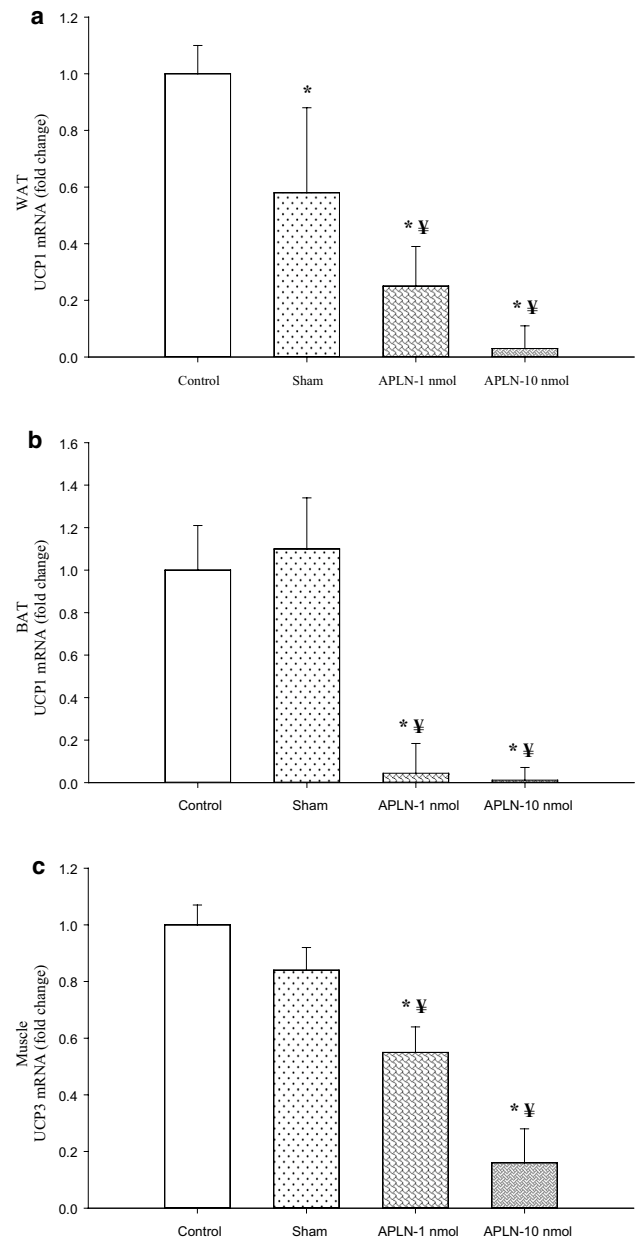 a
WAT
UCP1 mRNA (fold change)
1.2
1.0
0.8
0.6
0.4
0.2
0.0
*
* ¥
* ¥
Control Sham APLN-1 nmol APLN-10 nmol
b
BAT
UCP1 mRNA (fold change)
1.6
1.4
1.2
1.0
0.8
0.6
0.4
0.2
0.0
* ¥
* ¥
Control Sham APLN-1 nmol APLN-10 nmol
c
Muscle
UCP3 mRNA (fold change)
1.2
1.0
0.8
0.6
0.4
0.2
0.0
* ¥
* ¥
Control Sham APLN-1 nmol APLN-10 nmol